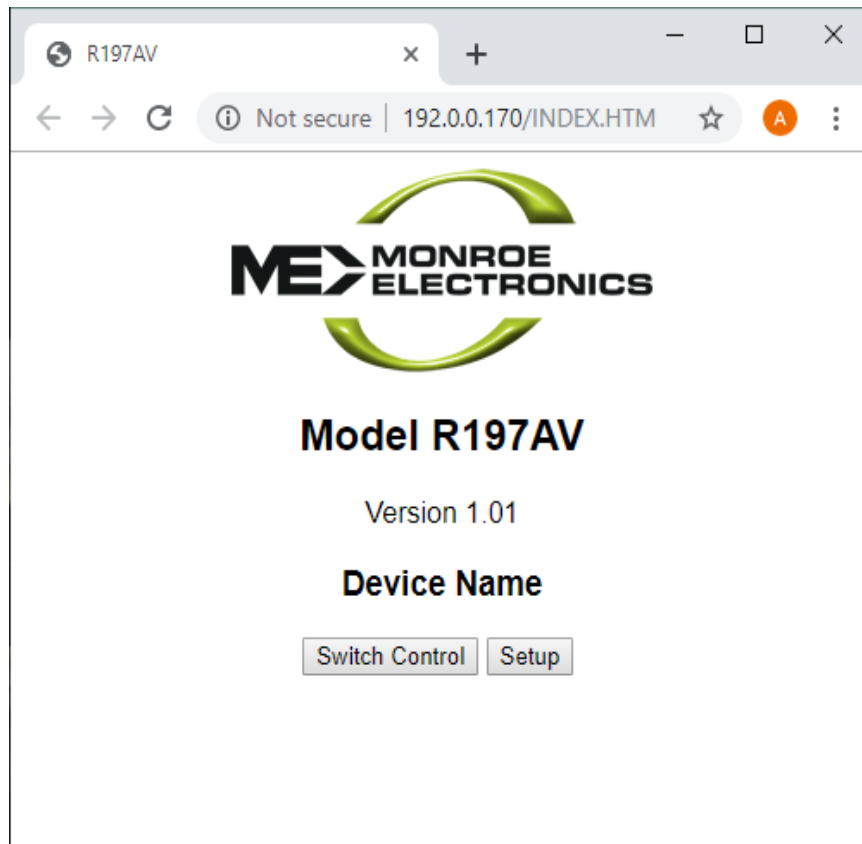 R197AV
Not secure | 192.0.0.170/INDEX.HTM
A
ME
MONROE
ELECTRONICS
Model R197AV
Version 1.01
Device Name
Switch Control
Setup